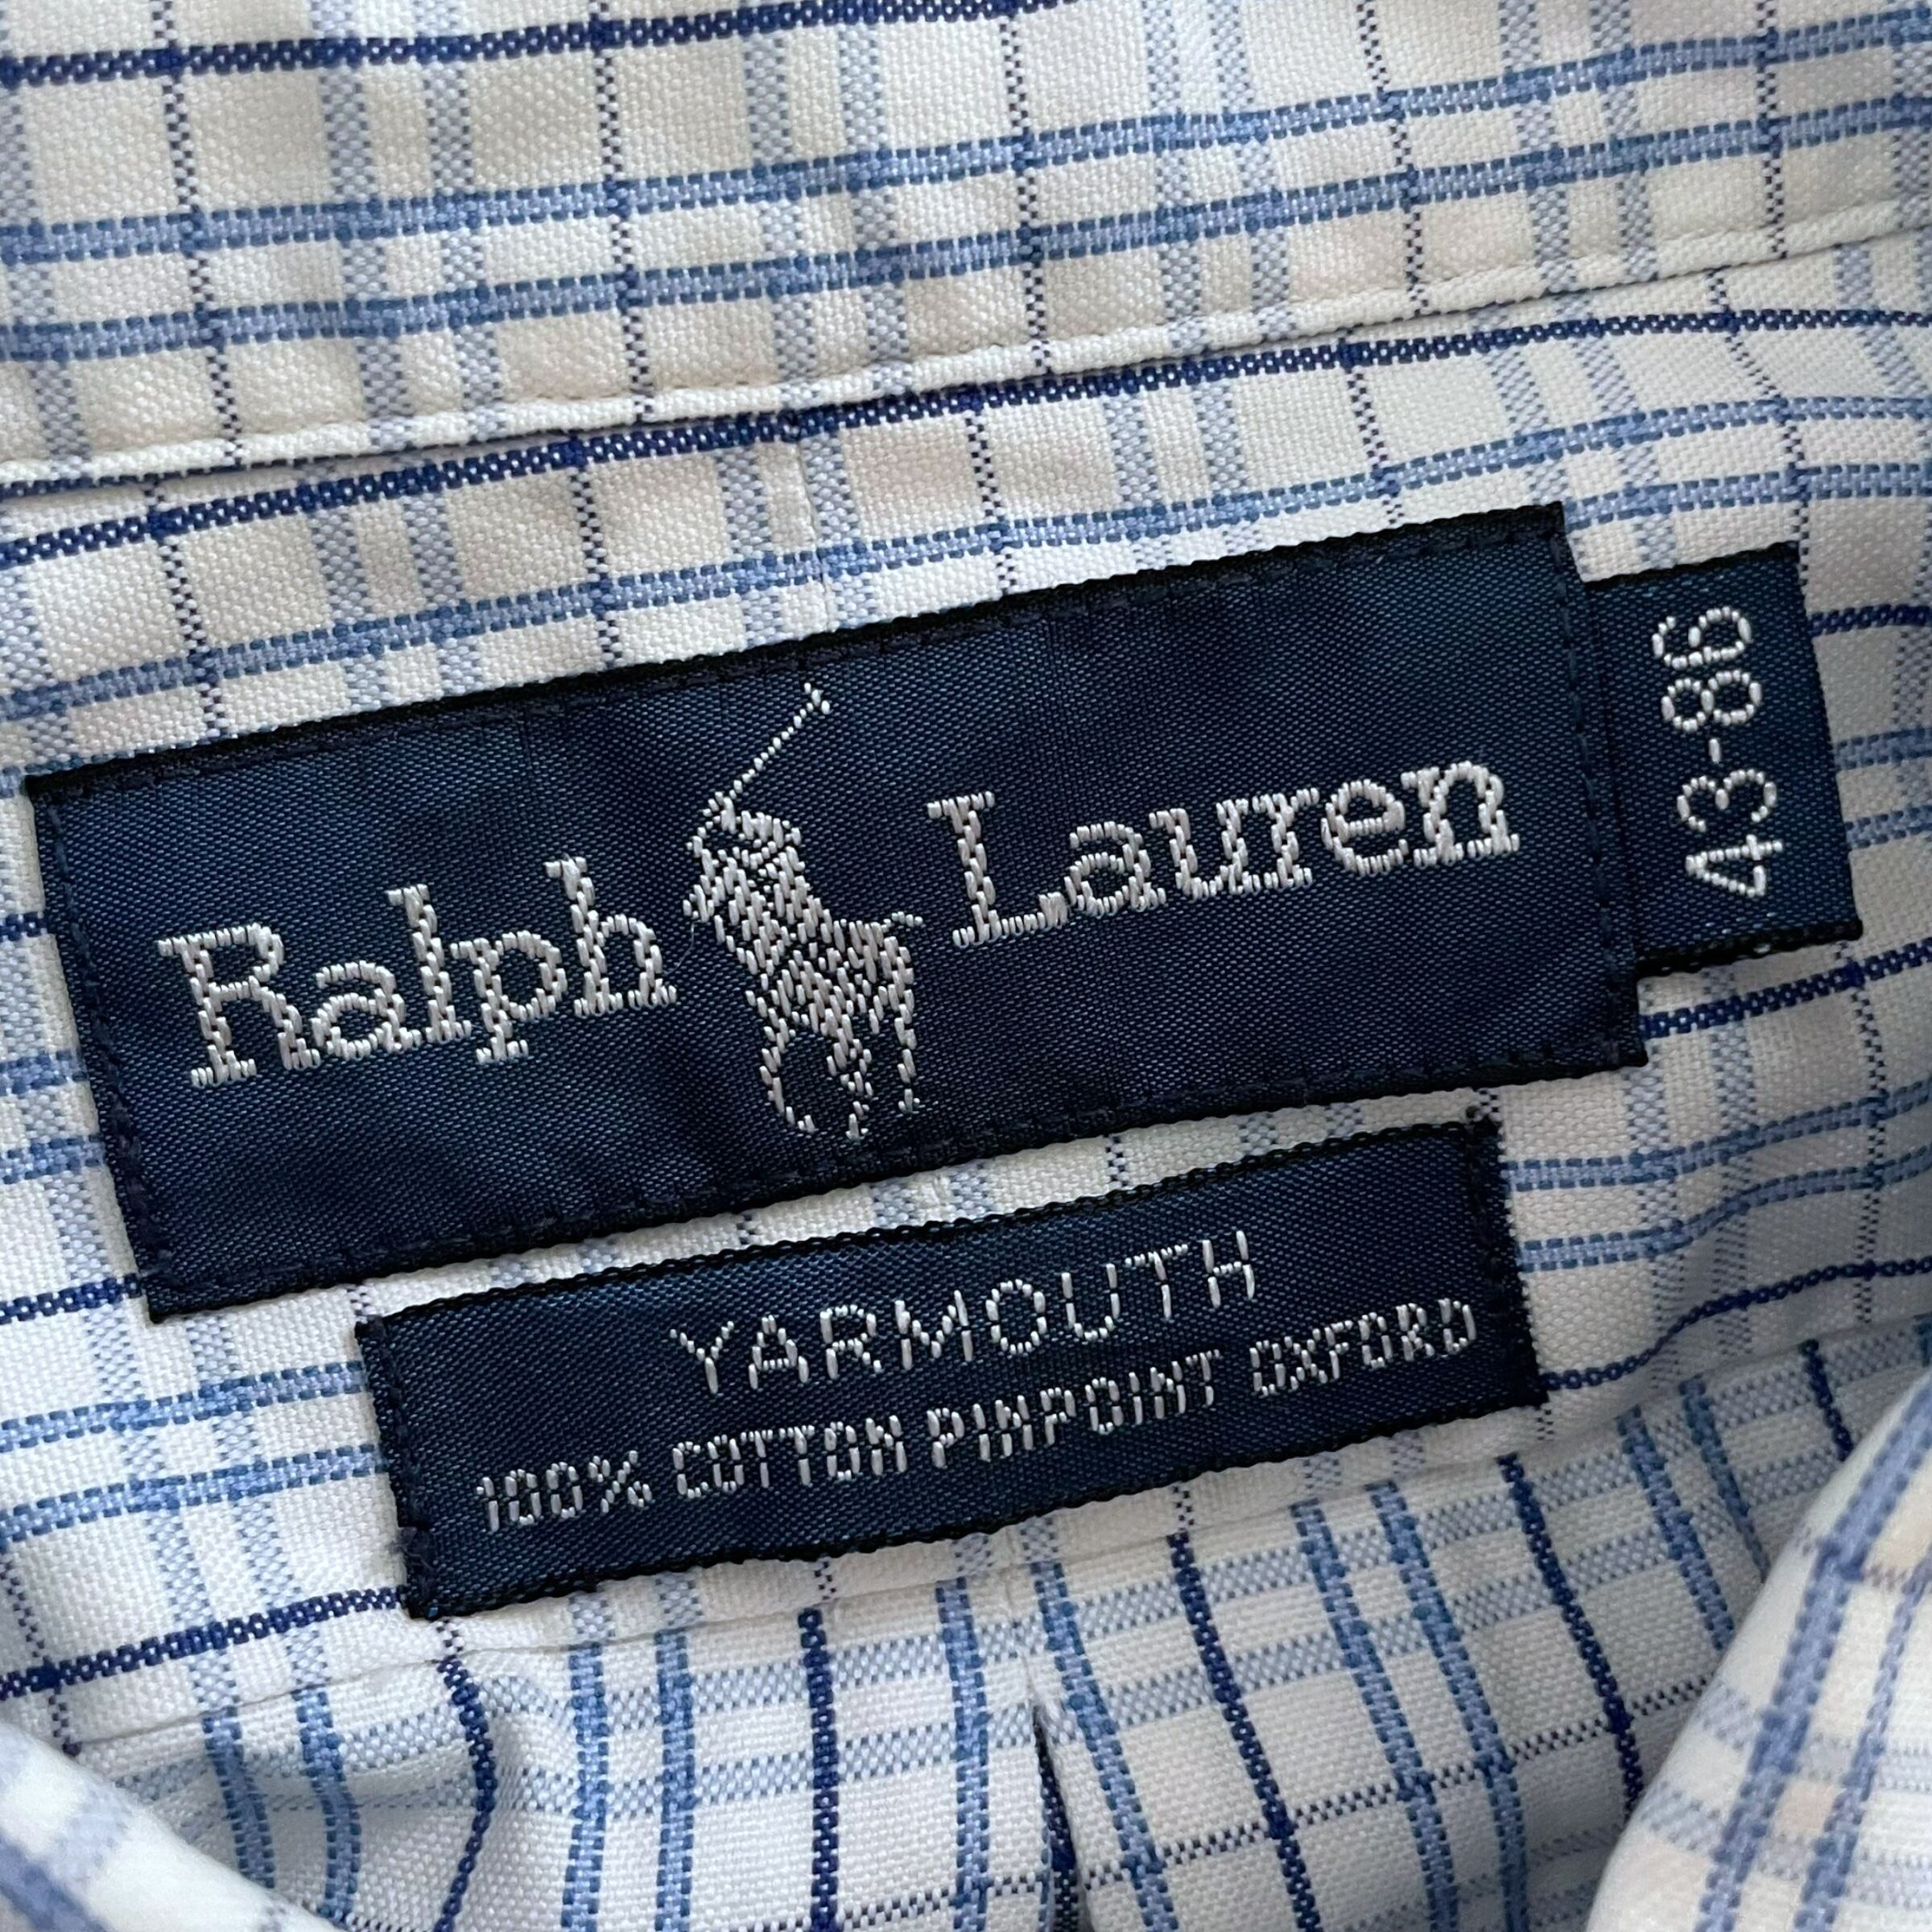 Ralph Lauren
43-86
YARMOUTH
100% COTTON PINPOINT OXFORD